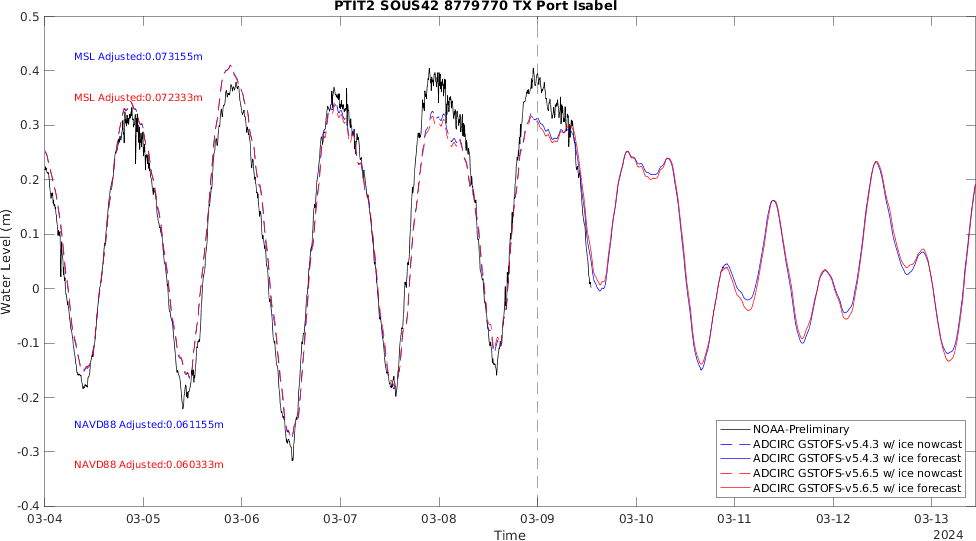 PTIT2 SOUS42 8779770 TX Port Isabel
0.5
0.4
0.3
0.2
0.1
0
-0.1
-0.2
-0.3
-0.4
Water Level (m)
MSL Adjusted:0.073155m
MSL Adjusted:0.072333m
NAVD88 Adjusted:0.061155m
NAVD88 Adjusted:0.060333m
NOAA-Preliminary
ADCIRC GSTOFS-v5.4.3 w/ ice nowcast
ADCIRC GSTOFS-v5.4.3 w/ ice forecast
ADCIRC GSTOFS-v5.6.5 w/ ice nowcast
ADCIRC GSTOFS-v5.6.5 w/ ice forecast
03-04 03-05 03-06 03-07 03-08 03-09 03-10 03-11 03-12 03-13
Time
2024